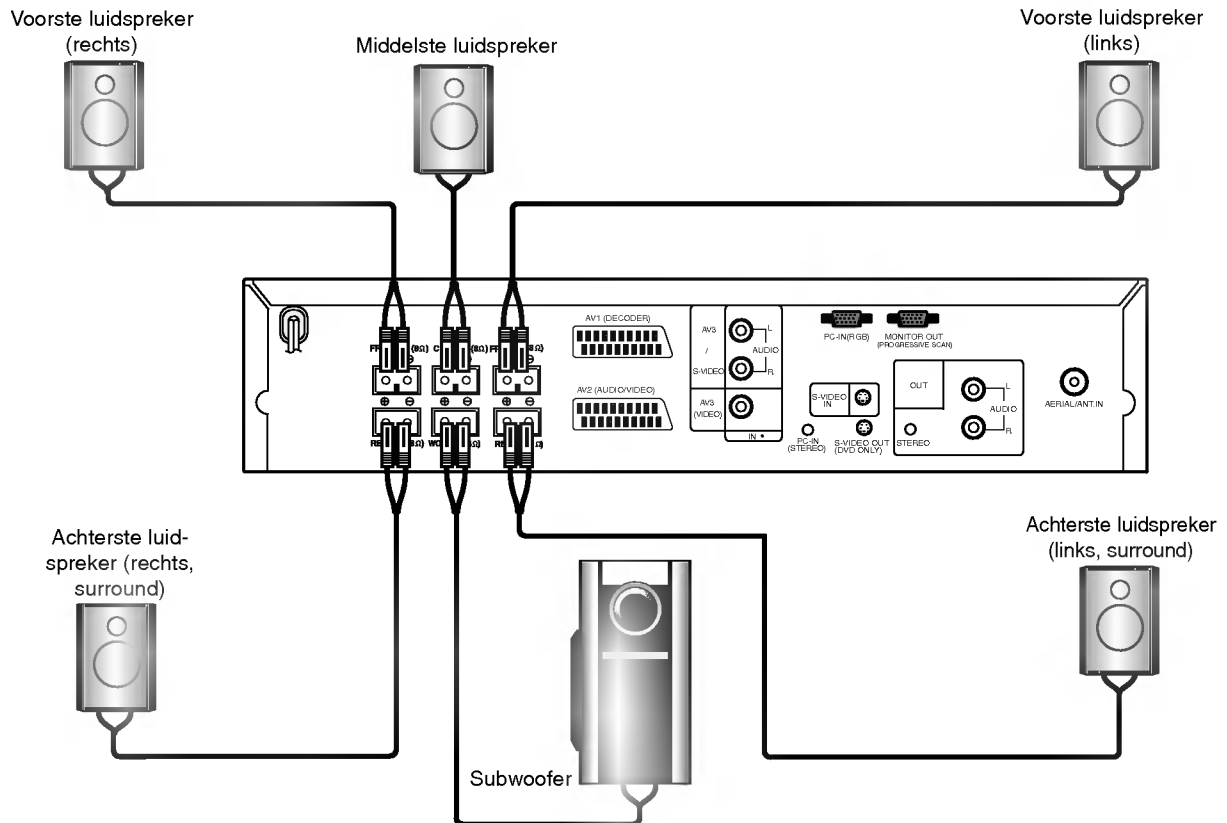 Voorste luidspreker
(rechts)
Middelste luidspreker
Voorste luidspreker
(links)
AV1 (DECODER)
AV2 (AUDIO/VIDEO)
AV3
/
S-VIDEO
L
AUDIO
R
AV3
(VIDEO)
IN
PC-IN(RGB)
MONITOR OUT
(PROGRESSIVE SCAN)
S-VIDEO
IN
PC-IN
(STEREO)
S-VIDEO OUT
(DVD ONLY)
OUT
STEREO
L
AUDIO
R
AERIAL/ANT.IN
(8Ω)
(8Ω)
Achterste luid-
spreker (rechts,
surround)
Subwoofer
Achterste luidspreker
(links, surround)